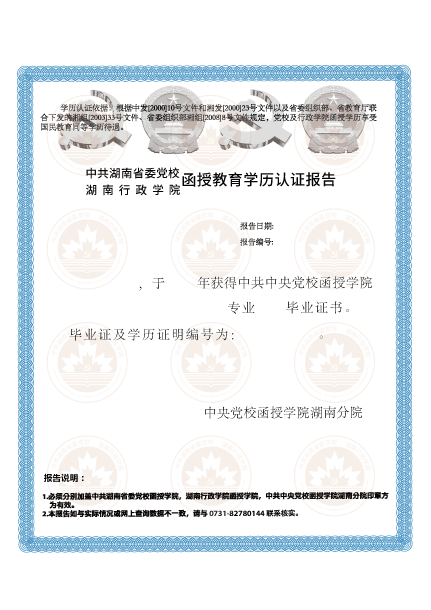 学历认证依据：根据中发[2000]10号文件和湘发[2000]23号文件以及省委组织部、省教育厅联
合下发的湘组[2003]33号文件、省委组织部湘组[2008]8号文件规定，党校及行政学院函授学历享受
国民教育同等学历待遇。
中共湖南省委党校
湖南行政学院
函授教育学历认证报告
报告日期:
报告编号:
，于 年获得中共中央党校函授学院
专业 毕业证书。
毕业证及学历证明编号为: 。
中央党校函授学院湖南分院
报告说明：
1.必须分别加盖中共湖南省委党校函授学院，湖南行政学院函授学院，中共中央党校函授学院湖南分院印章方
为有效。
2.本报告如与实际情况或网上查询数据不一致，请与 0731-82780144 联系核实。